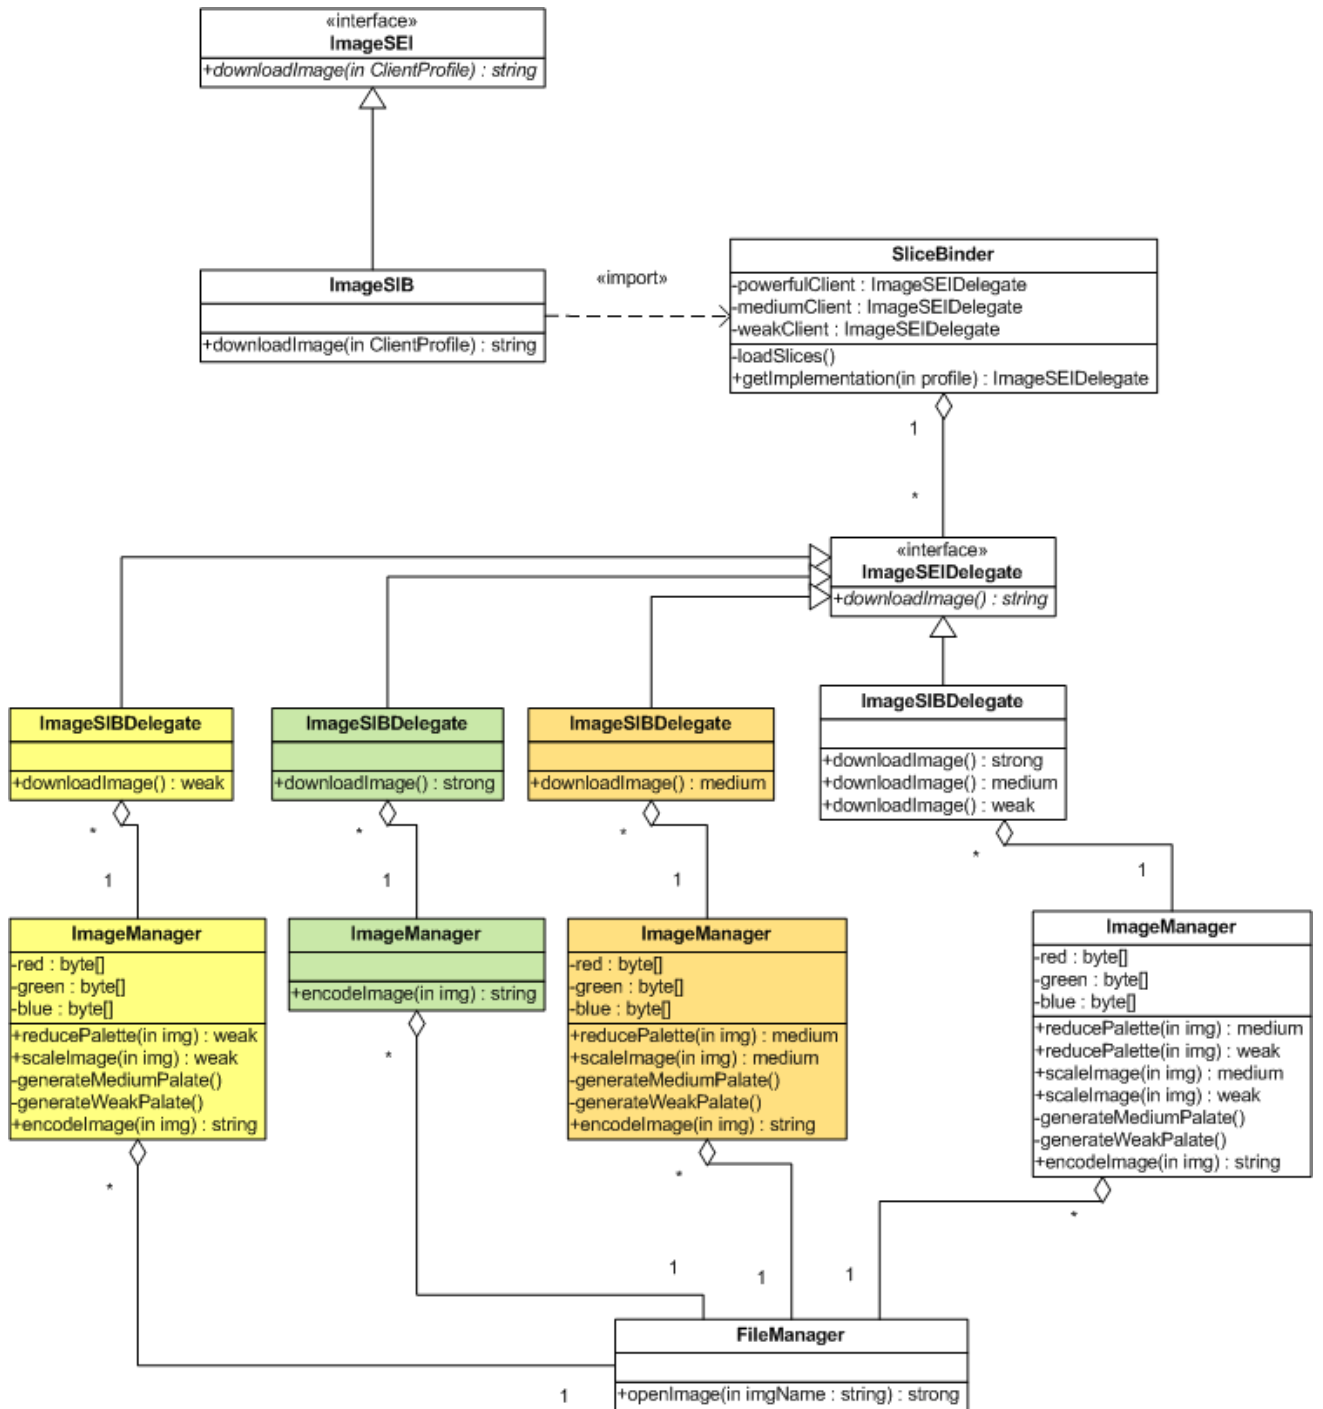 «interface»
ImageSEI
+downloadImage(in ClientProfile) : string
ImageSIB
+downloadImage(in ClientProfile) : string
«import»
SliceBinder
-powerfulClient : ImageSEIDelegate
-mediumClient : ImageSEIDelegate
-weakClient : ImageSEIDelegate
-loadSlices()
+getImplementation(in profile) : ImageSEIDelegate
1
*
«interface»
ImageSEIDelegate
+downloadImage() : string
ImageSIBDelegate
+downloadImage() : weak
*
1
ImageSIBDelegate
+downloadImage() : strong
*
1
ImageSIBDelegate
+downloadImage() : medium
*
1
ImageSIBDelegate
+downloadImage() : strong
+downloadImage() : medium
+downloadImage() : weak
*
1
ImageManager
-red : byte[]
-green : byte[]
-blue : byte[]
+reducePalette(in img) : weak
+scaleImage(in img) : weak
-generateMediumPalate()
-generateWeakPalate()
+encodeImage(in img) : string
*
ImageManager
+encodeImage(in img) : string
*
ImageManager
-red : byte[]
-green : byte[]
-blue : byte[]
+reducePalette(in img) : medium
+scaleImage(in img) : medium
-generateMediumPalate()
-generateWeakPalate()
+encodeImage(in img) : string
*
ImageManager
-red : byte[]
-green : byte[]
-blue : byte[]
+reducePalette(in img) : medium
+reducePalette(in img) : weak
+scaleImage(in img) : medium
+scaleImage(in img) : weak
-generateMediumPalate()
-generateWeakPalate()
+encodeImage(in img) : string
*
1
1
1
1
FileManager
+openImage(in imgName : string) : strong